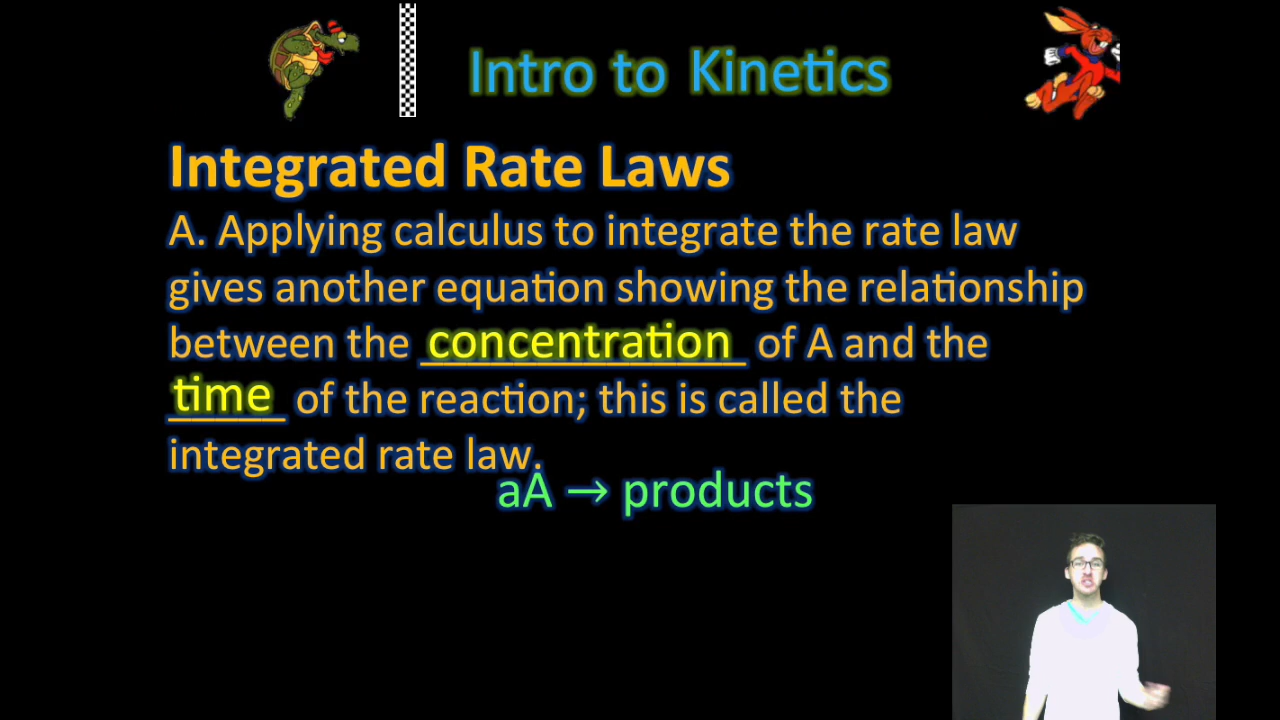 Intro to Kinetics
Integrated Rate Laws
A. Applying calculus to integrate the rate law
gives another equation showing the relationship
between the concentration of A and the
time of the reaction; this is called the
integrated rate law.
aA → products